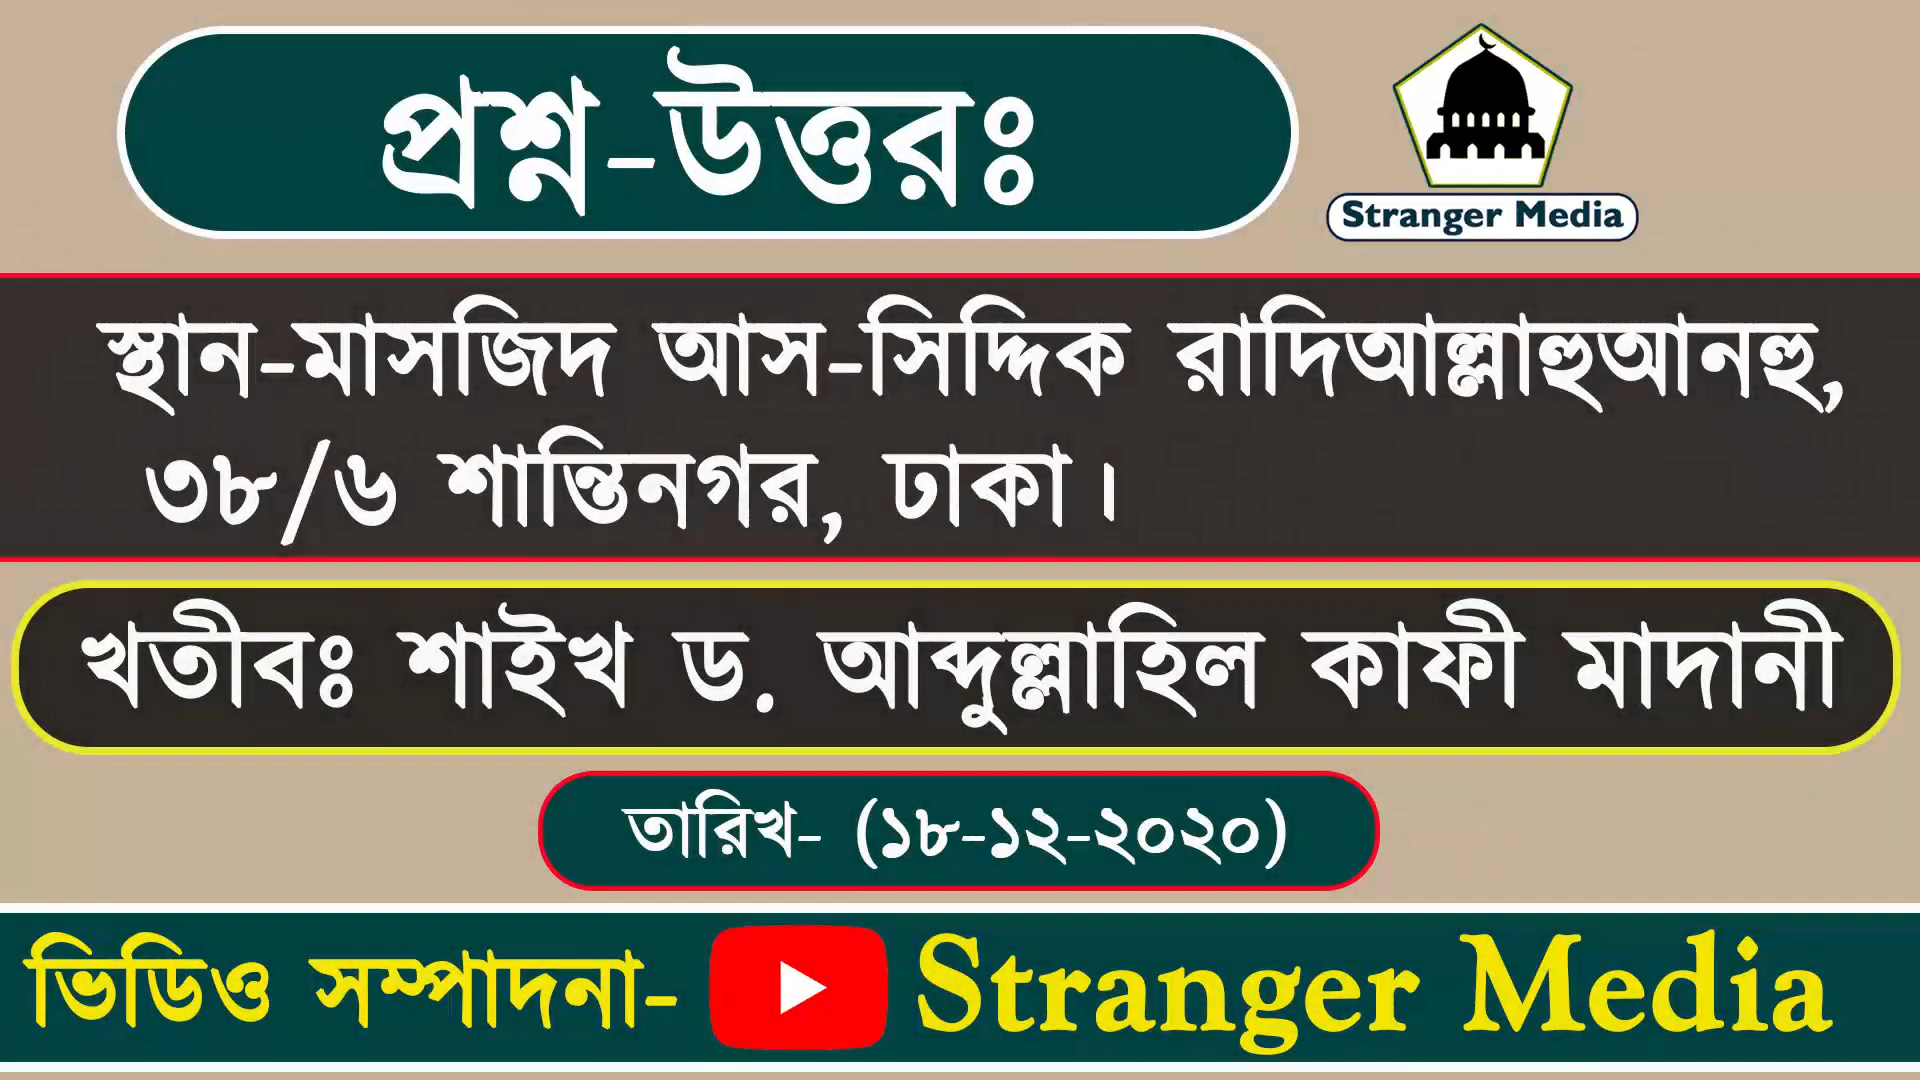 প্রশ্ন-উত্তরঃ
Stranger Media
স্থান-মাসজিদ আস-সিদ্দিক রাদিআল্লাহুআনহু,
৩৮/৬ শান্তিনগর, ঢাকা।
খতীবঃ শাইখ ড. আব্দুল্লাহিল কাফী মাদানী
তারিখ- (১৮-১২-২০২০)
ভিডিও সম্পাদনা- Stranger Media